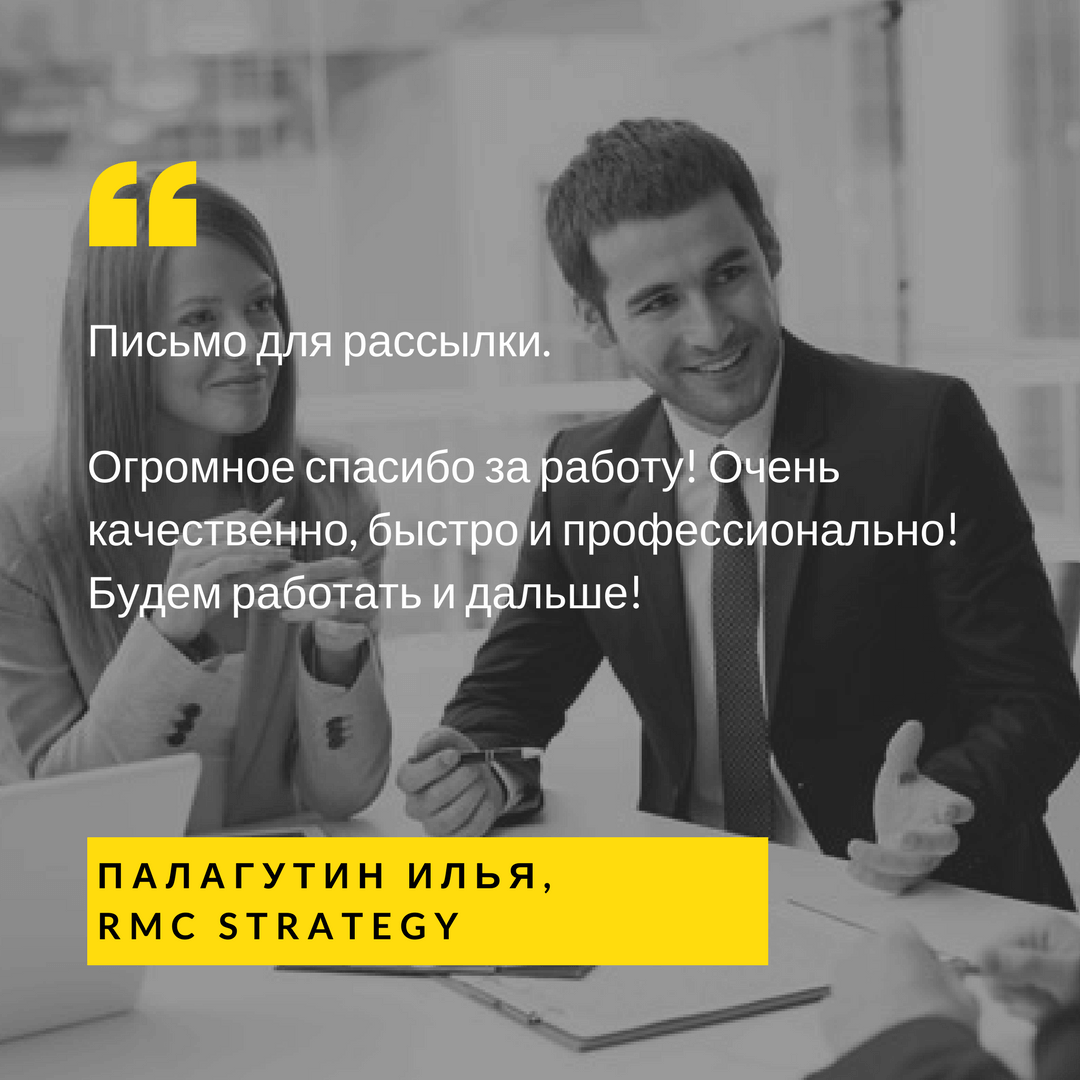 Письмо для рассылки.
Огромное спасибо за работу! Очень
качественно, быстро и профессионально!
Будем работать и дальше!
ПАЛАГУТИН ИЛЬЯ,
RMC STRATEGY